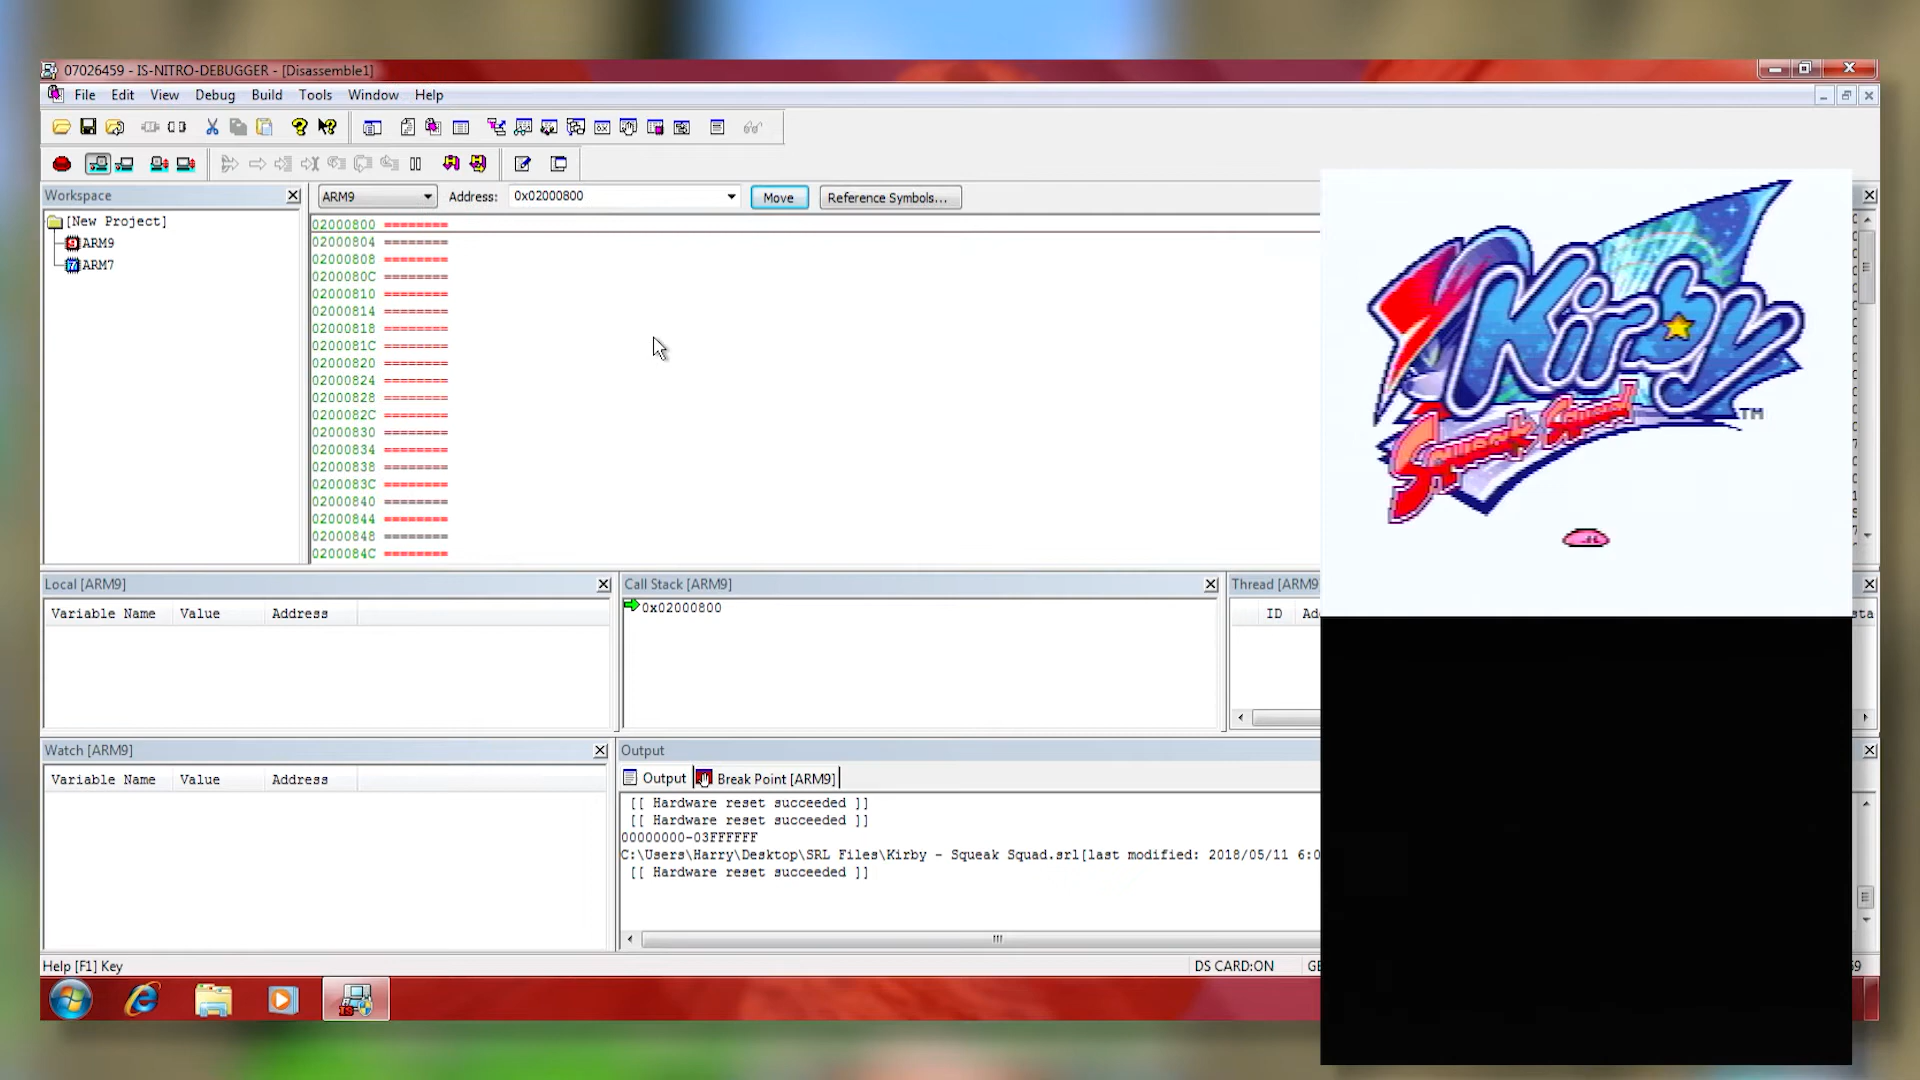 07026459 - IS-NITRO-DEBUGGER - [Disassemble1]
File Edit View Debug Build Tools Window Help
Workspace
ARM9 Address: 0x02000800 Move Reference Symbols...
[New Project]
ARM9
ARM7
02000800 ========
02000804 ========
02000808 ========
0200080C ========
02000810 ========
02000814 ========
02000818 ========
0200081C ========
02000820 ========
02000824 ========
02000828 ========
0200082C ========
02000830 ========
02000834 ========
02000838 ========
0200083C ========
02000840 ========
02000844 ========
02000848 ========
0200084C ========
Kirby
Squeak Squad
TM
Local [ARM9]
Variable Name Value Address
Call Stack [ARM9]
0x02000800
Thread [ARM9
ID
Watch [ARM9]
Variable Name Value Address
Output
Output Break Point [ARM9]
[[ Hardware reset succeeded ]]
[[ Hardware reset succeeded ]]
00000000-03FFFFFF
C:\Users\Harry\Desktop\SRL Files\Kirby - Squeak Squad.srl[last modified: 2018/05/11 6:0
[[ Hardware reset succeeded ]]
Help [F1] Key
DS CARD:ON